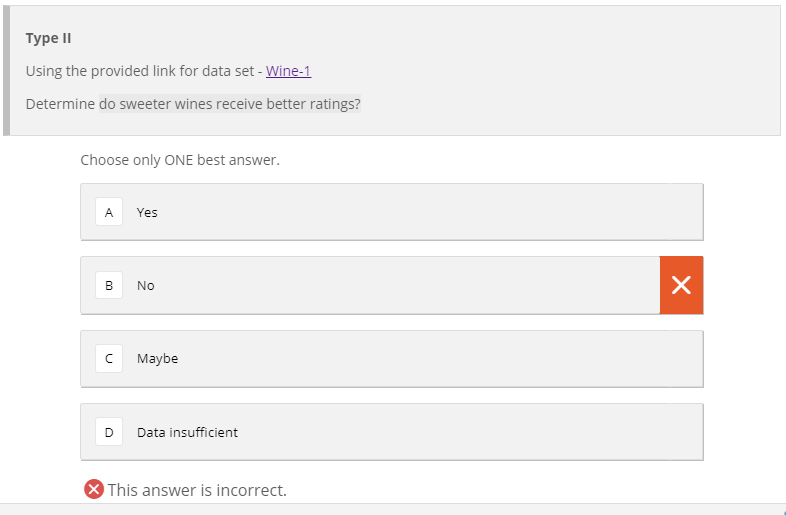 Type II
Using the provided link for data set - Wine-1
Determine do sweeter wines receive better ratings?
Choose only ONE best answer.
A Yes
B No
C Maybe
D Data insufficient
This answer is incorrect.